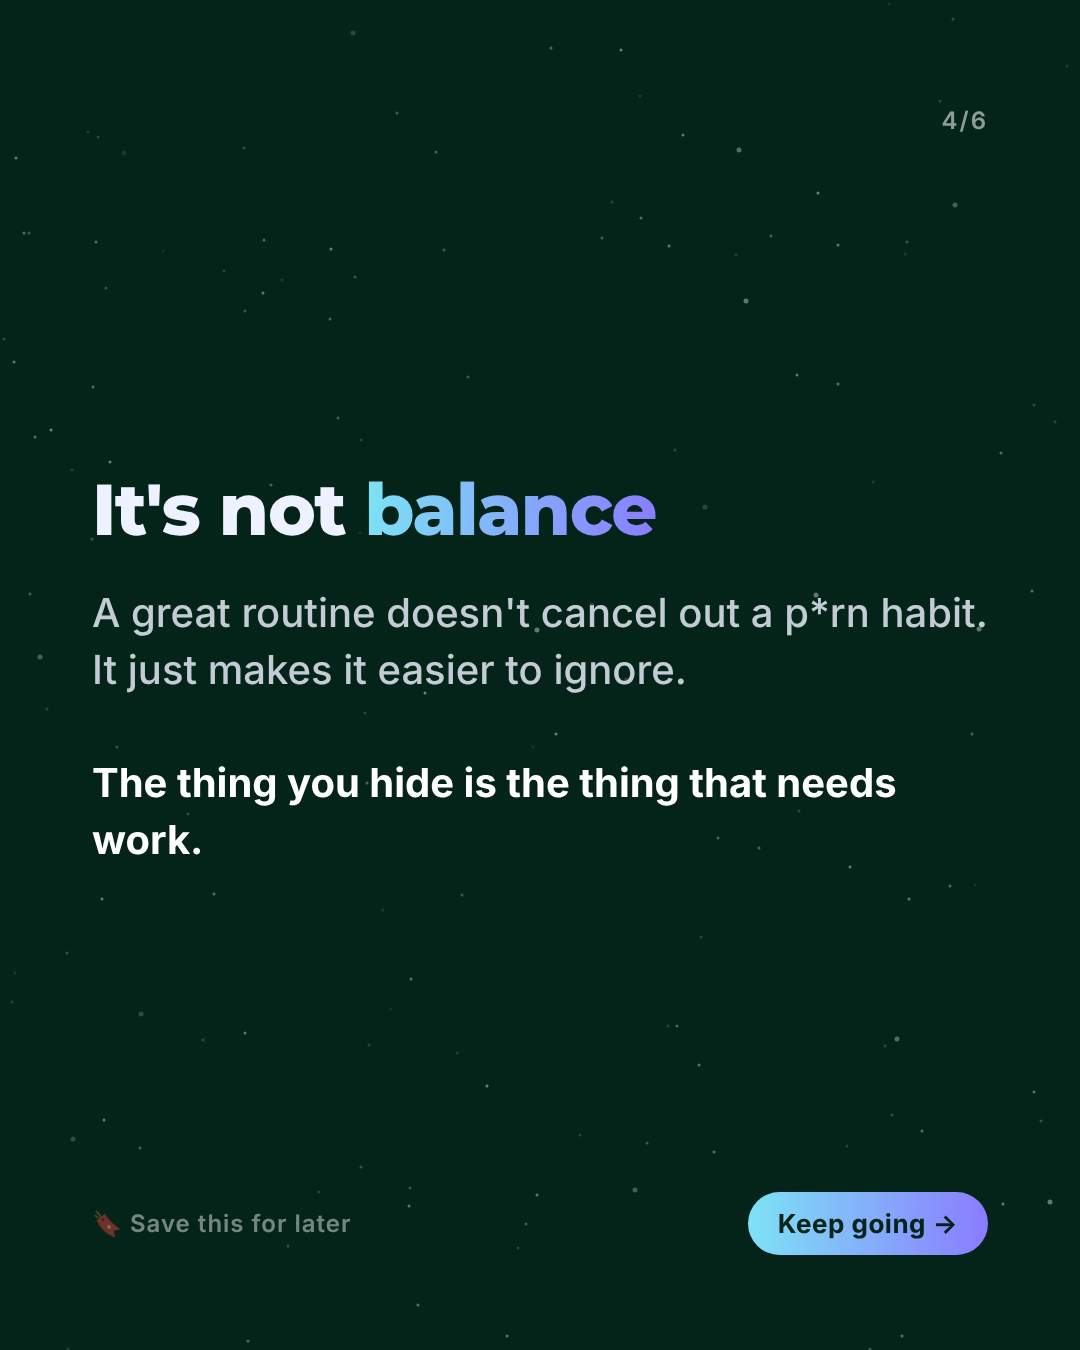 4/6
It's not balance
A great routine doesn't cancel out a p*rn habit.
It just makes it easier to ignore.
The thing you hide is the thing that needs
work.
🔖 Save this for later
Keep going →